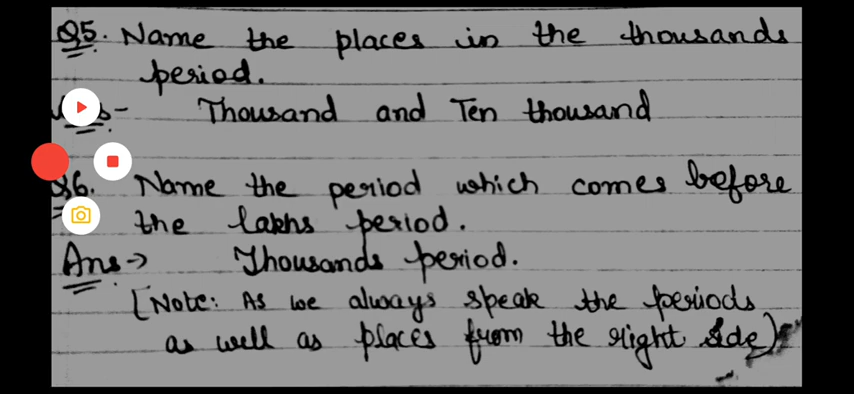 Q5. Name the places in the thousands
period.
Ans- Thousand and Ten thousand
Q6. Name the period which comes before
the lakhs period.
Ans-> Thousands period.
[Note: As we always speak the periods
as well as places from the right side)